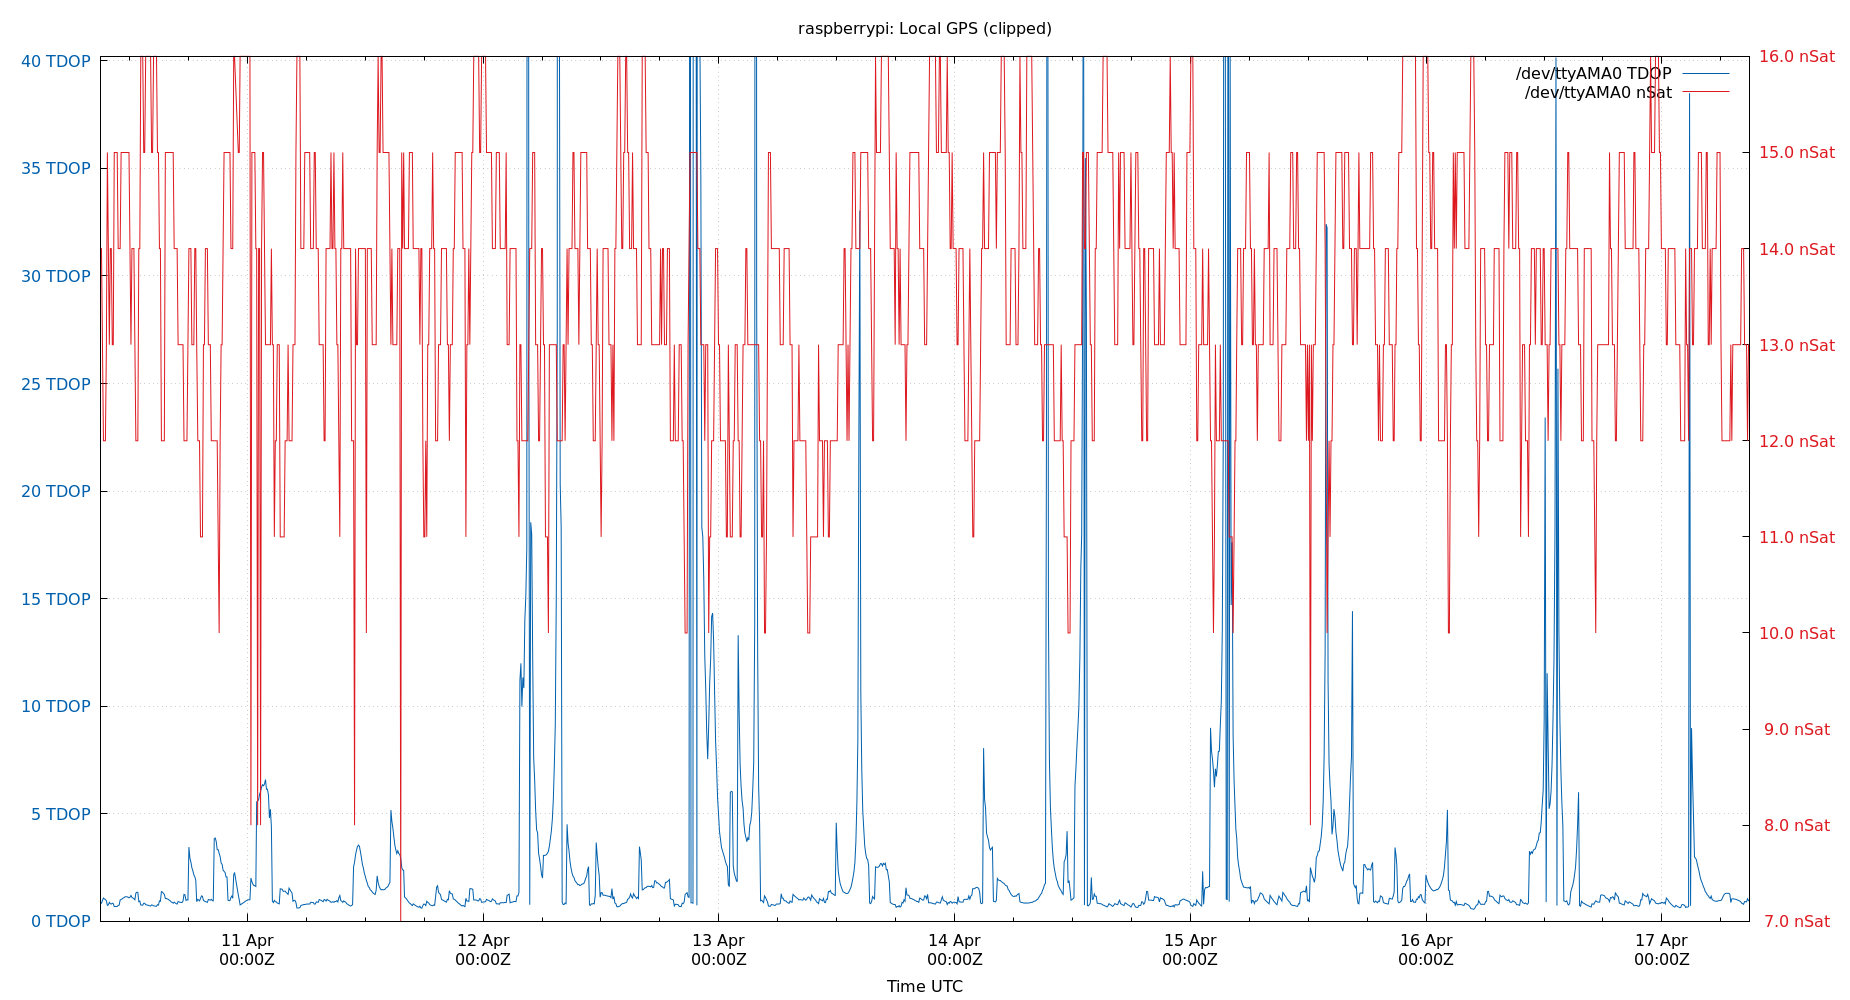 raspberrypi: Local GPS (clipped)
40 TDOP
35 TDOP
30 TDOP
25 TDOP
20 TDOP
15 TDOP
10 TDOP
5 TDOP
0 TDOP
16.0 nSat
15.0 nSat
14.0 nSat
13.0 nSat
12.0 nSat
11.0 nSat
10.0 nSat
9.0 nSat
8.0 nSat
7.0 nSat
/dev/ttyAMA0 TDOP
/dev/ttyAMA0 nSat
11 Apr
00:00Z
12 Apr
00:00Z
13 Apr
00:00Z
14 Apr
00:00Z
15 Apr
00:00Z
16 Apr
00:00Z
17 Apr
00:00Z
Time UTC